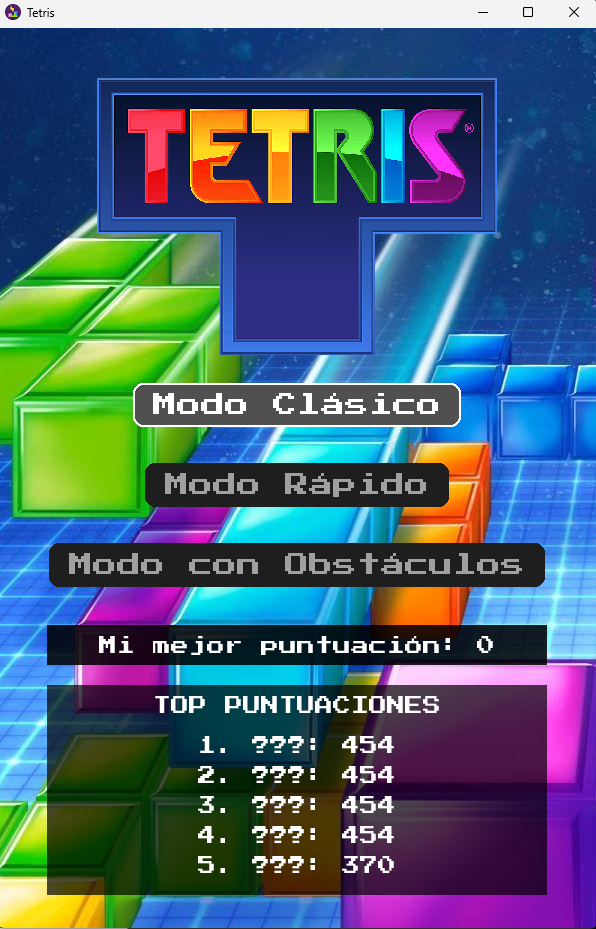 Tetris
TETRIS®
Modo Clásico
Modo Rápido
Modo con Obstáculos
Mi mejor puntuación: 0
TOP PUNTUACIONES
1. ???: 454
2. ???: 454
3. ???: 454
4. ???: 454
5. ???: 370